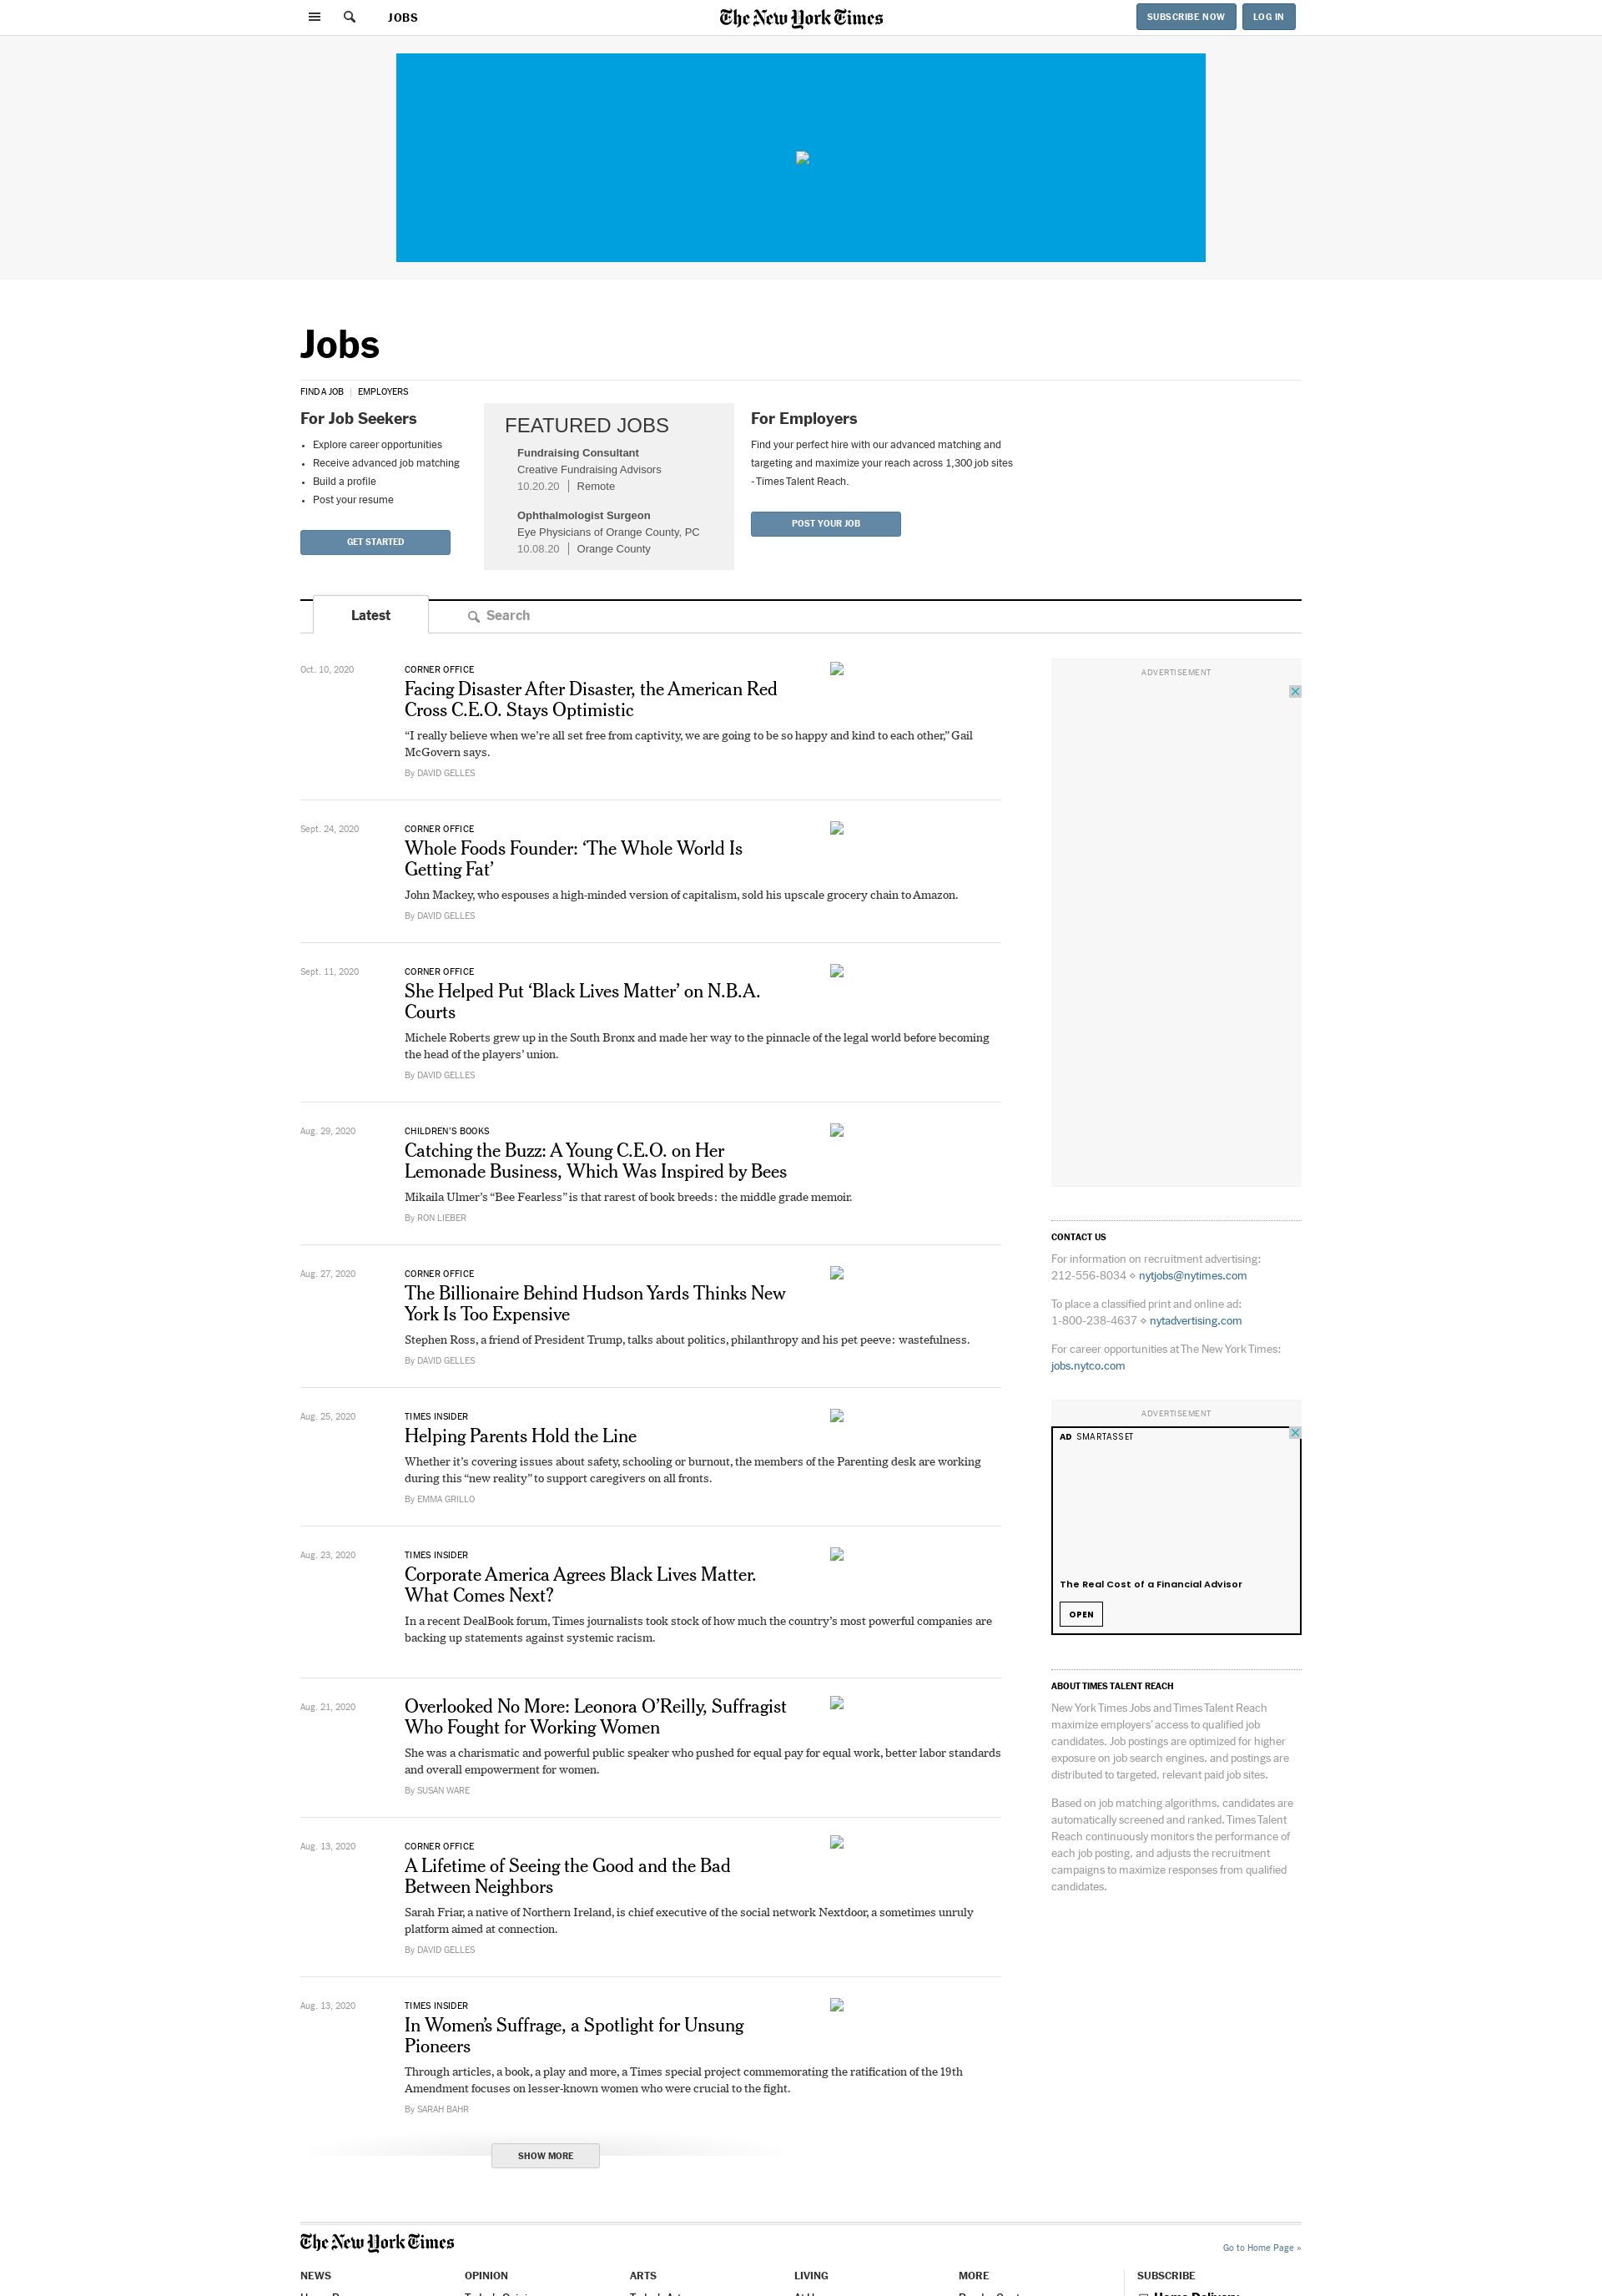 JOBS
The New York Times
SUBSCRIBE NOW
LOG IN
Jobs
FIND A JOB | EMPLOYERS
For Job Seekers
Explore career opportunities
Receive advanced job matching
Build a profile
Post your resume
GET STARTED
FEATURED JOBS
Fundraising Consultant
Creative Fundraising Advisors
10.20.20 | Remote
Ophthalmologist Surgeon
Eye Physicians of Orange County, PC
10.08.20 | Orange County
For Employers
Find your perfect hire with our advanced matching and
targeting and maximize your reach across 1,300 job sites
- Times Talent Reach.
POST YOUR JOB
Latest
Search
Oct. 10, 2020
CORNER OFFICE
Facing Disaster After Disaster, the American Red
Cross C.E.O. Stays Optimistic
“I really believe when we’re all set free from captivity, we are going to be so happy and kind to each other,” Gail
McGovern says.
By DAVID GELLES
Sept. 24, 2020
CORNER OFFICE
Whole Foods Founder: ‘The Whole World Is
Getting Fat’
John Mackey, who espouses a high-minded version of capitalism, sold his upscale grocery chain to Amazon.
By DAVID GELLES
Sept. 11, 2020
CORNER OFFICE
She Helped Put ‘Black Lives Matter’ on N.B.A.
Courts
Michele Roberts grew up in the South Bronx and made her way to the pinnacle of the legal world before becoming
the head of the players’ union.
By DAVID GELLES
Aug. 29, 2020
CHILDREN’S BOOKS
Catching the Buzz: A Young C.E.O. on Her
Lemonade Business, Which Was Inspired by Bees
Mikaila Ulmer’s “Bee Fearless” is that rarest of book breeds: the middle grade memoir.
By RON LIEBER
Aug. 27, 2020
CORNER OFFICE
The Billionaire Behind Hudson Yards Thinks New
York Is Too Expensive
Stephen Ross, a friend of President Trump, talks about politics, philanthropy and his pet peeve: wastefulness.
By DAVID GELLES
Aug. 25, 2020
TIMES INSIDER
Helping Parents Hold the Line
Whether it’s covering issues about safety, schooling or burnout, the members of the Parenting desk are working
during this “new reality” to support caregivers on all fronts.
By EMMA GRILLO
Aug. 23, 2020
TIMES INSIDER
Corporate America Agrees Black Lives Matter.
What Comes Next?
In a recent DealBook forum, Times journalists took stock of how much the country’s most powerful companies are
backing up statements against systemic racism.
Aug. 21, 2020
Overlooked No More: Leonora O’Reilly, Suffragist
Who Fought for Working Women
She was a charismatic and powerful public speaker who pushed for equal pay for equal work, better labor standards
and overall empowerment for women.
By SUSAN WARE
Aug. 13, 2020
CORNER OFFICE
A Lifetime of Seeing the Good and the Bad
Between Neighbors
Sarah Friar, a native of Northern Ireland, is chief executive of the social network Nextdoor, a sometimes unruly
platform aimed at connection.
By DAVID GELLES
Aug. 13, 2020
TIMES INSIDER
In Women’s Suffrage, a Spotlight for Unsung
Pioneers
Through articles, a book, a play and more, a Times special project commemorating the ratification of the 19th
Amendment focuses on lesser-known women who were crucial to the fight.
By SARAH BAHR
SHOW MORE
ADVERTISEMENT
CONTACT US
For information on recruitment advertising:
212-556-8034 ⋄ nytjobs@nytimes.com
To place a classified print and online ad:
1-800-238-4637 ⋄ nytadvertising.com
For career opportunities at The New York Times:
jobs.nytco.com
ADVERTISEMENT
AD SMARTASSET
The Real Cost of a Financial Advisor
OPEN
ABOUT TIMES TALENT REACH
New York Times Jobs and Times Talent Reach
maximize employers’ access to qualified job
candidates. Job postings are optimized for higher
exposure on job search engines, and postings are
distributed to targeted, relevant paid job sites.
Based on job matching algorithms, candidates are
automatically screened and ranked. Times Talent
Reach continuously monitors the performance of
each job posting, and adjusts the recruitment
campaigns to maximize responses from qualified
candidates.
The New York Times
Go to Home Page »
NEWS
OPINION
ARTS
LIVING
MORE
SUBSCRIBE